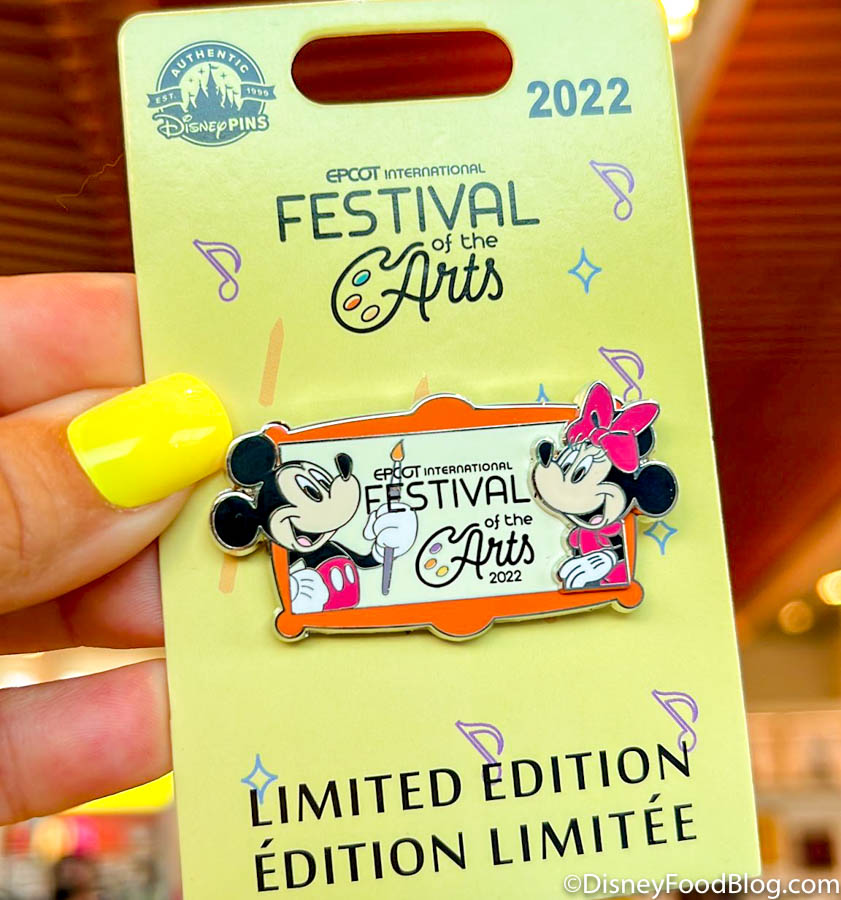 AUTHENTIC
EST. 1999
Disney PINS
2022
EPCOT INTERNATIONAL
FESTIVAL
of the
Arts
EPCOT INTERNATIONAL
FESTIVAL
of the
Arts
2022
LIMITED EDITION
ÉDITION LIMITÉE
©DisneyFoodBlog.com